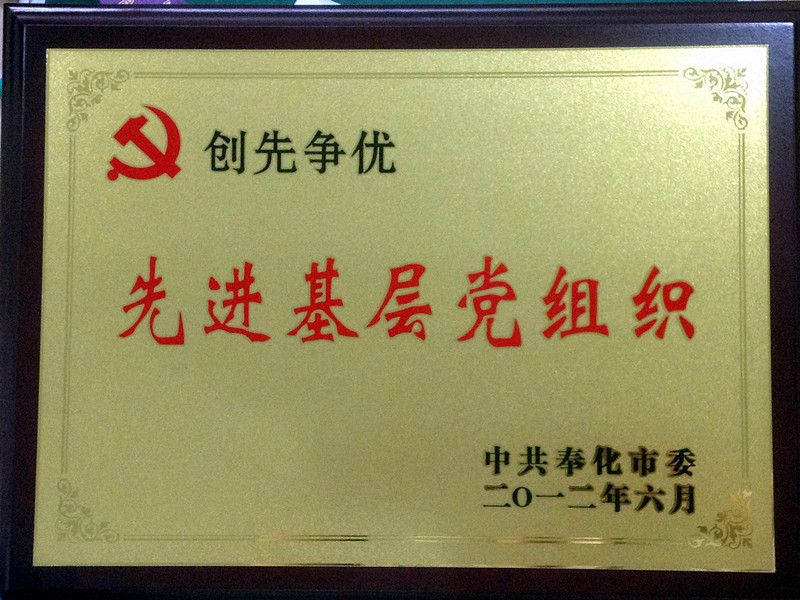 创先争优
先进基层党组织
中共奉化市委
二〇一二年六月